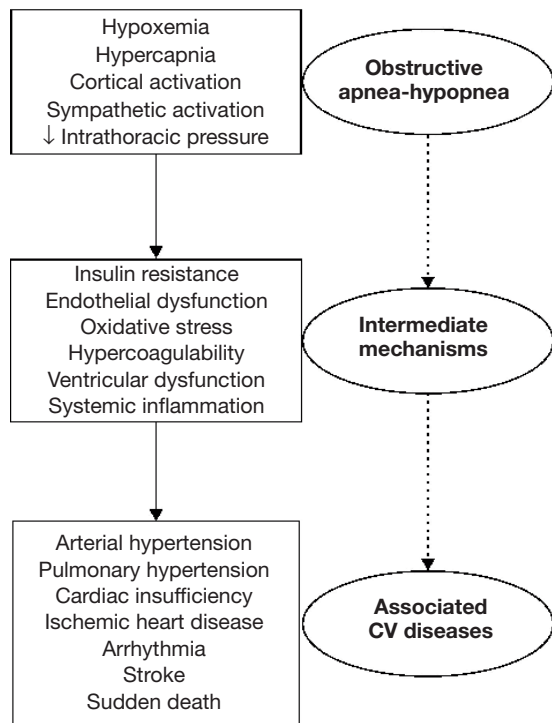 Hypoxemia
Hypercapnia
Cortical activation
Sympathetic activation
↓ Intrathoracic pressure
Obstructive
apnea-hypopnea
Insulin resistance
Endothelial dysfunction
Oxidative stress
Hypercoagulability
Ventricular dysfunction
Systemic inflammation
Intermediate
mechanisms
Arterial hypertension
Pulmonary hypertension
Cardiac insufficiency
Ischemic heart disease
Arrhythmia
Stroke
Sudden death
Associated
CV diseases